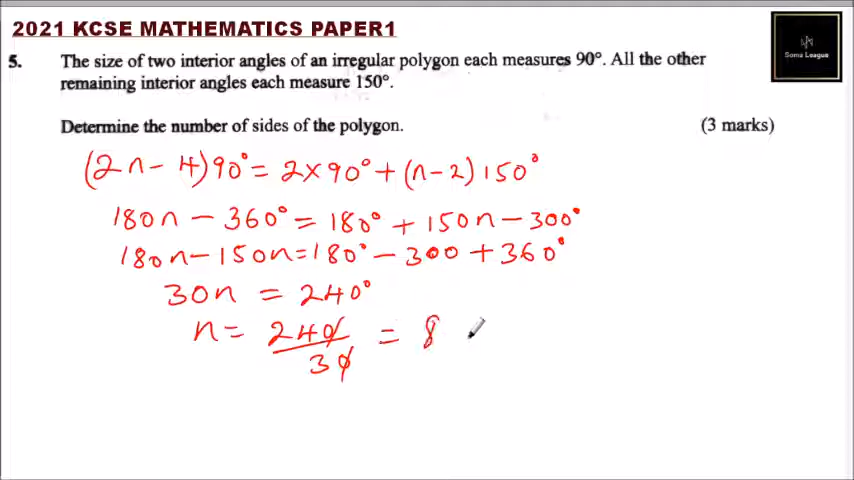 2021 KCSE MATHEMATICS PAPER1
Soma League
5. The size of two interior angles of an irregular polygon each measures 90°. All the other
remaining interior angles each measure 150°.
Determine the number of sides of the polygon. (3 marks)
(2n-4)90° = 2×90° + (n-2)150°
180n - 360° = 180° + 150n - 300°
180n - 150n = 180° - 300 + 360°
30n = 240°
n = 240/30 = 8